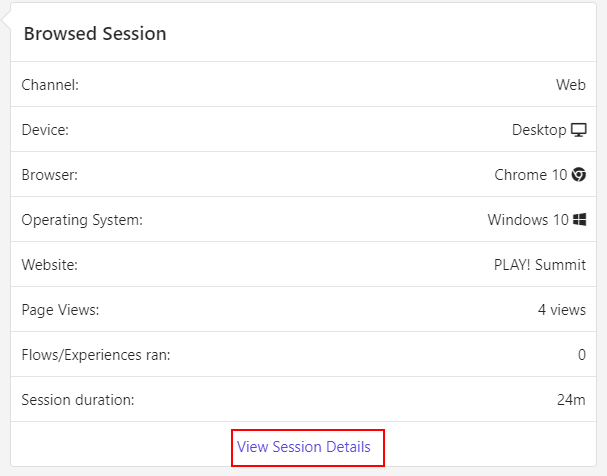 Browsed Session
Channel: Web
Device: Desktop
Browser: Chrome 10
Operating System: Windows 10
Website: PLAY! Summit
Page Views: 4 views
Flows/Experiences ran: 0
Session duration: 24m
View Session Details